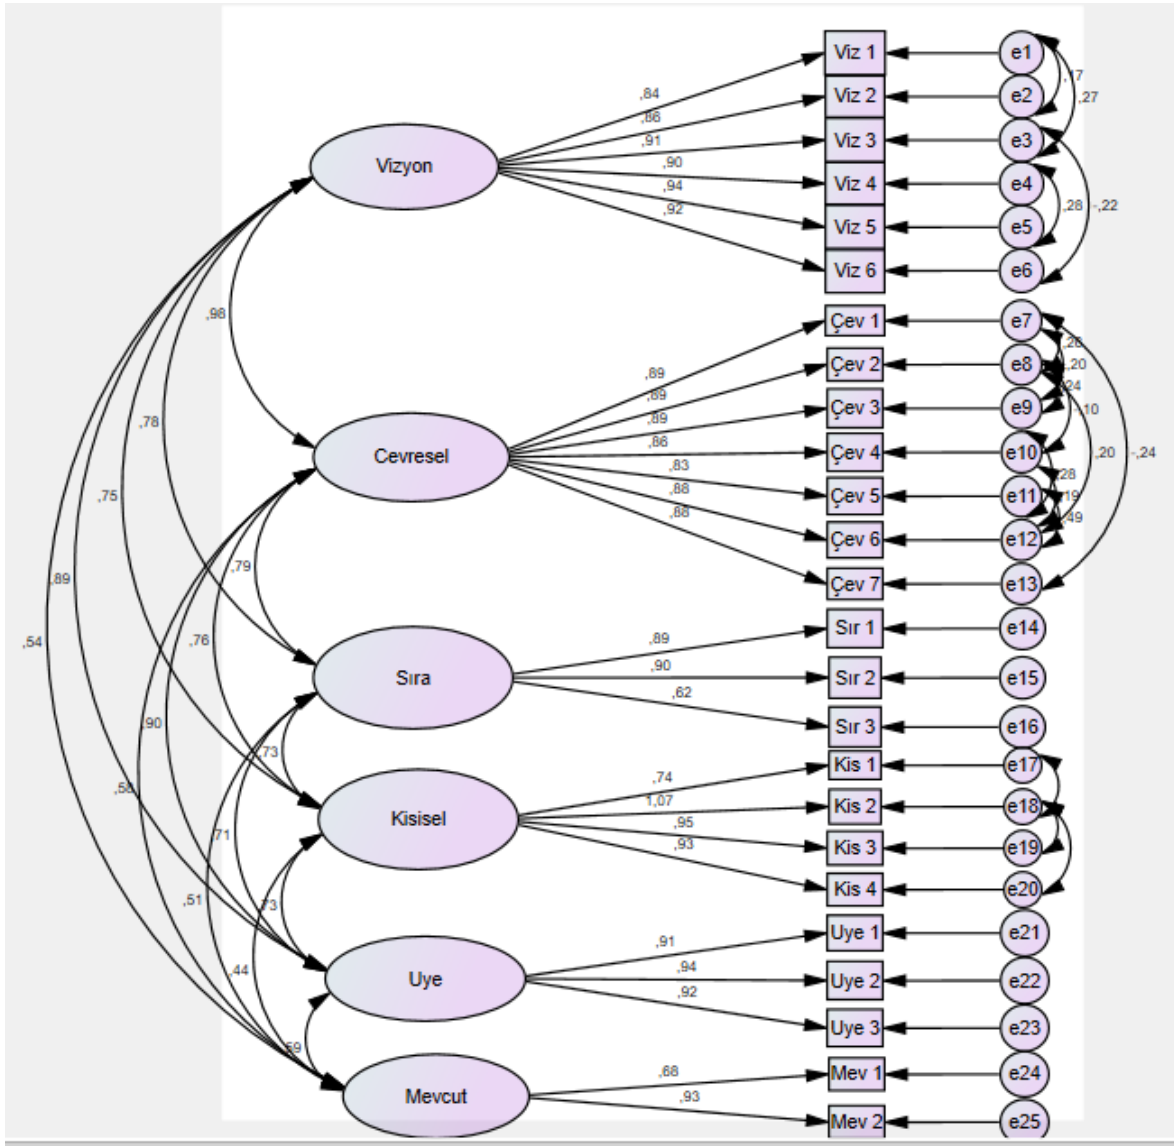 Viz 1
e1
,17
,27
,84
Viz 2
e2
,86
Viz 3
e3
,91
Vizyon
,90
Viz 4
e4
,94
,28
-,22
,92
Viz 5
e5
Viz 6
e6
,98
Çev 1
e7
Çev 2
e8
,20
,89
,89
Çev 3
e9
-,10
,89
,78
Cevresel
,86
Çev 4
e10
,20
-,24
,83
,28
,75
,88
Çev 5
e11
,19
,88
,49
Çev 6
e12
,79
,89
Çev 7
e13
,54
,76
,89
Sır 1
e14
Sıra
,90
Sır 2
e15
,62
,90
Sır 3
e16
,73
Kis 1
e17
,74
1,07
Kis 2
e18
Kisisel
,95
,71
,93
Kis 3
e19
Kis 4
e20
,51
,73
Uye 1
e21
,91
,44
Uye
,94
Uye 2
e22
,92
Uye 3
e23
,59
,68
Mev 1
e24
Mevcut
,93
Mev 2
e25